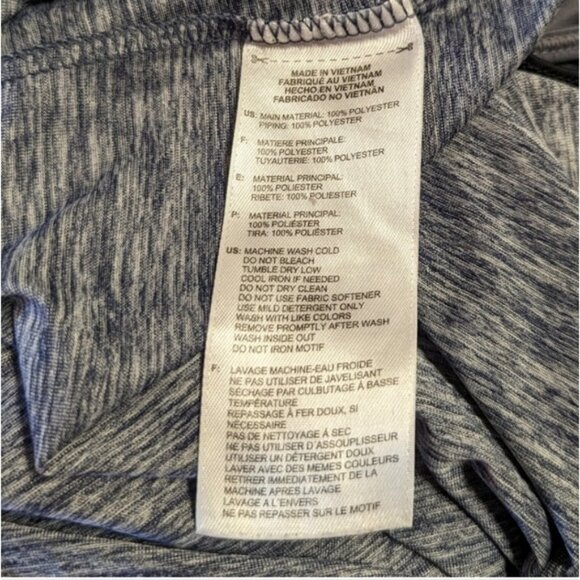 MADE IN VIETNAM
FABRIQUÉ AU VIETNAM
HECHO EN VIETNAM
FABRICADO NO VIETNÃN
US: MAIN MATERIAL: 100% POLYESTER
PIPING: 100% POLYESTER
F: MATIERE PRINCIPALE:
100% POLYESTER
TUYAUTERIE: 100% POLYESTER
E: MATERIAL PRINCIPAL:
100% POLIESTER
RIBETE: 100% POLIESTER
P: MATERIAL PRINCIPAL:
100% POLIÉSTER
TIRA: 100% POLIÉSTER
US: MACHINE WASH COLD
DO NOT BLEACH
TUMBLE DRY LOW
COOL IRON IF NEEDED
DO NOT DRY CLEAN
DO NOT USE FABRIC SOFTENER
USE MILD DETERGENT ONLY
WASH WITH LIKE COLORS
REMOVE PROMPTLY AFTER WASH
WASH INSIDE OUT
DO NOT IRON MOTIF
F: LAVAGE MACHINE-EAU FROIDE
NE PAS UTILISER DE JAVELISANT
SÉCHAGE PAR CULBUTAGE À BASSE
TEMPÉRATURE
REPASSAGE À FER DOUX, SI
NÉCESSAIRE
PAS DE NETTOYAGE À SEC
NE PAS UTILISER D'ASSOUPLISSEUR
UTILISER UN DÉTERGENT DOUX
LAVER AVEC DES MEMES COULEURS
RETIRER IMMEDIATEMENT DE LA
MACHINE APRES LAVAGE
LAVAGE A L'ENVERS
NE PAS REPASSER SUR LE MOTIF